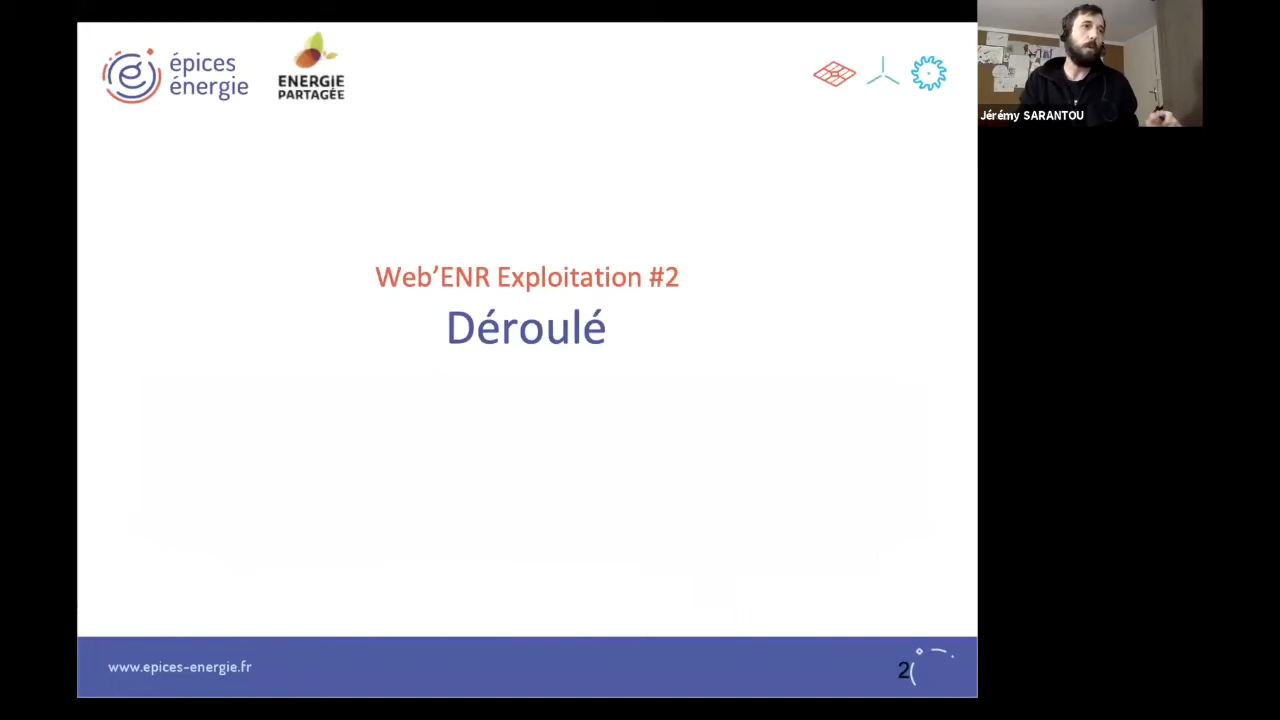 épices
énergie
ENERGIE
PARTAGÉE
Jérémy SARANTOU
Web’ENR Exploitation #2
Déroulé
www.epices-energie.fr
2